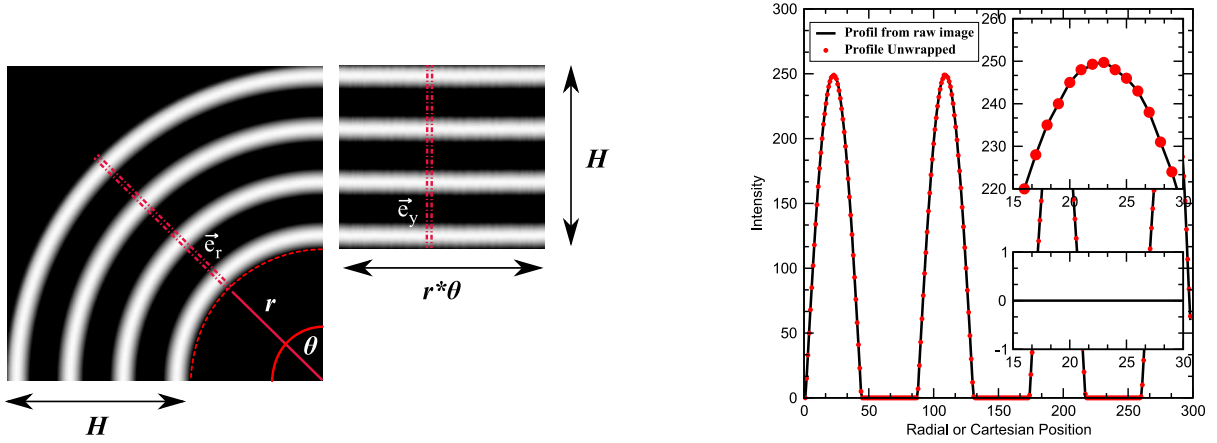 e⃗r
r
θ
H
e⃗y
H
r*θ
Profil from raw image
Profile Unwrapped
Intensity
300
250
200
150
100
50
0
0 50 100 150 200 250 300
Radial or Cartesian Position
260
250
240
230
220
15 20 25 30
1
0
-1
15 20 25 30